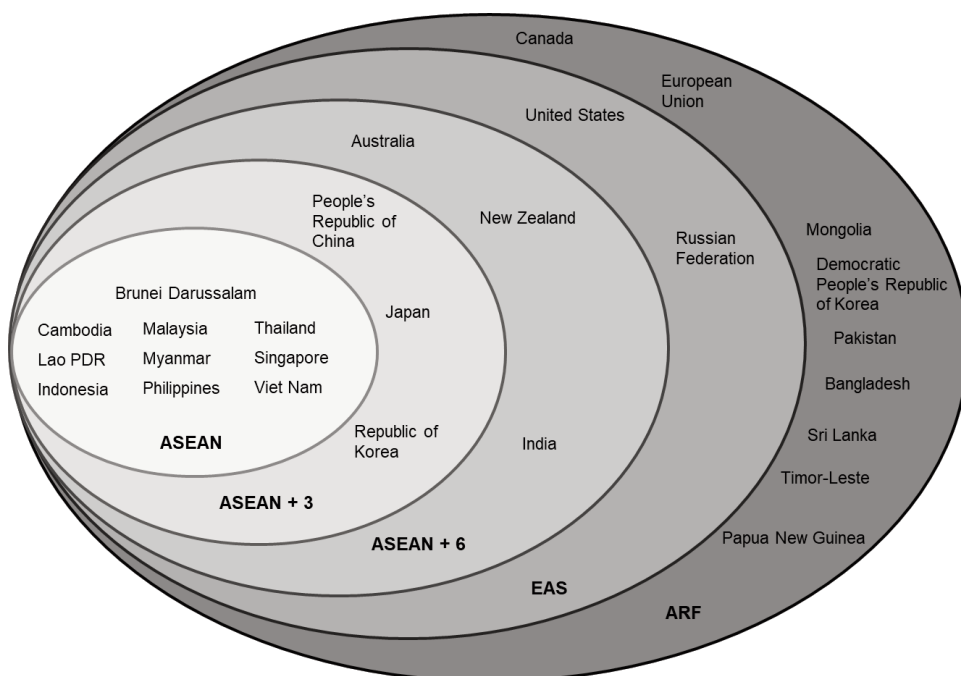 Canada
European
Union
United States
Australia
People's
Republic of
China
New Zealand
Mongolia
Russian
Federation
Democratic
People's Republic
of Korea
Brunei Darussalam
Japan
Cambodia Malaysia Thailand
Pakistan
Lao PDR Myanmar Singapore
Indonesia Philippines Viet Nam
Bangladesh
Republic of
Korea
Sri Lanka
ASEAN
India
Timor-Leste
ASEAN + 3
ASEAN + 6
Papua New Guinea
EAS
ARF